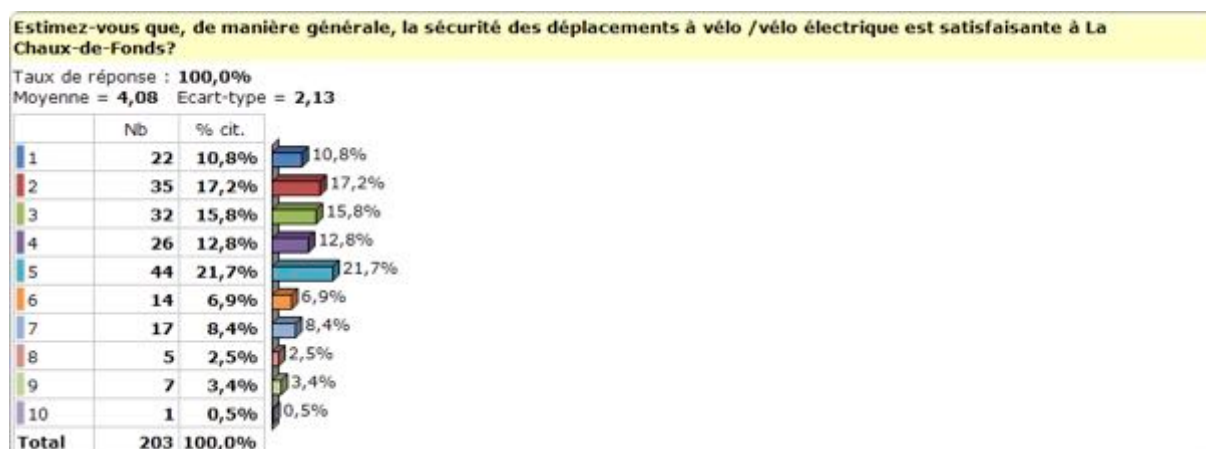 Estimez-vous que, de manière générale, la sécurité des déplacements à vélo /vélo électrique est satisfaisante à La
Chaux-de-Fonds?
Taux de réponse : 100,0%
Moyenne = 4,08 Ecart-type = 2,13
Nb % cit.
1 22 10,8% 10,8%
2 35 17,2% 17,2%
3 32 15,8% 15,8%
4 26 12,8% 12,8%
5 44 21,7% 21,7%
6 14 6,9% 6,9%
7 17 8,4% 8,4%
8 5 2,5% 2,5%
9 7 3,4% 3,4%
10 1 0,5% 0,5%
Total 203 100,0%